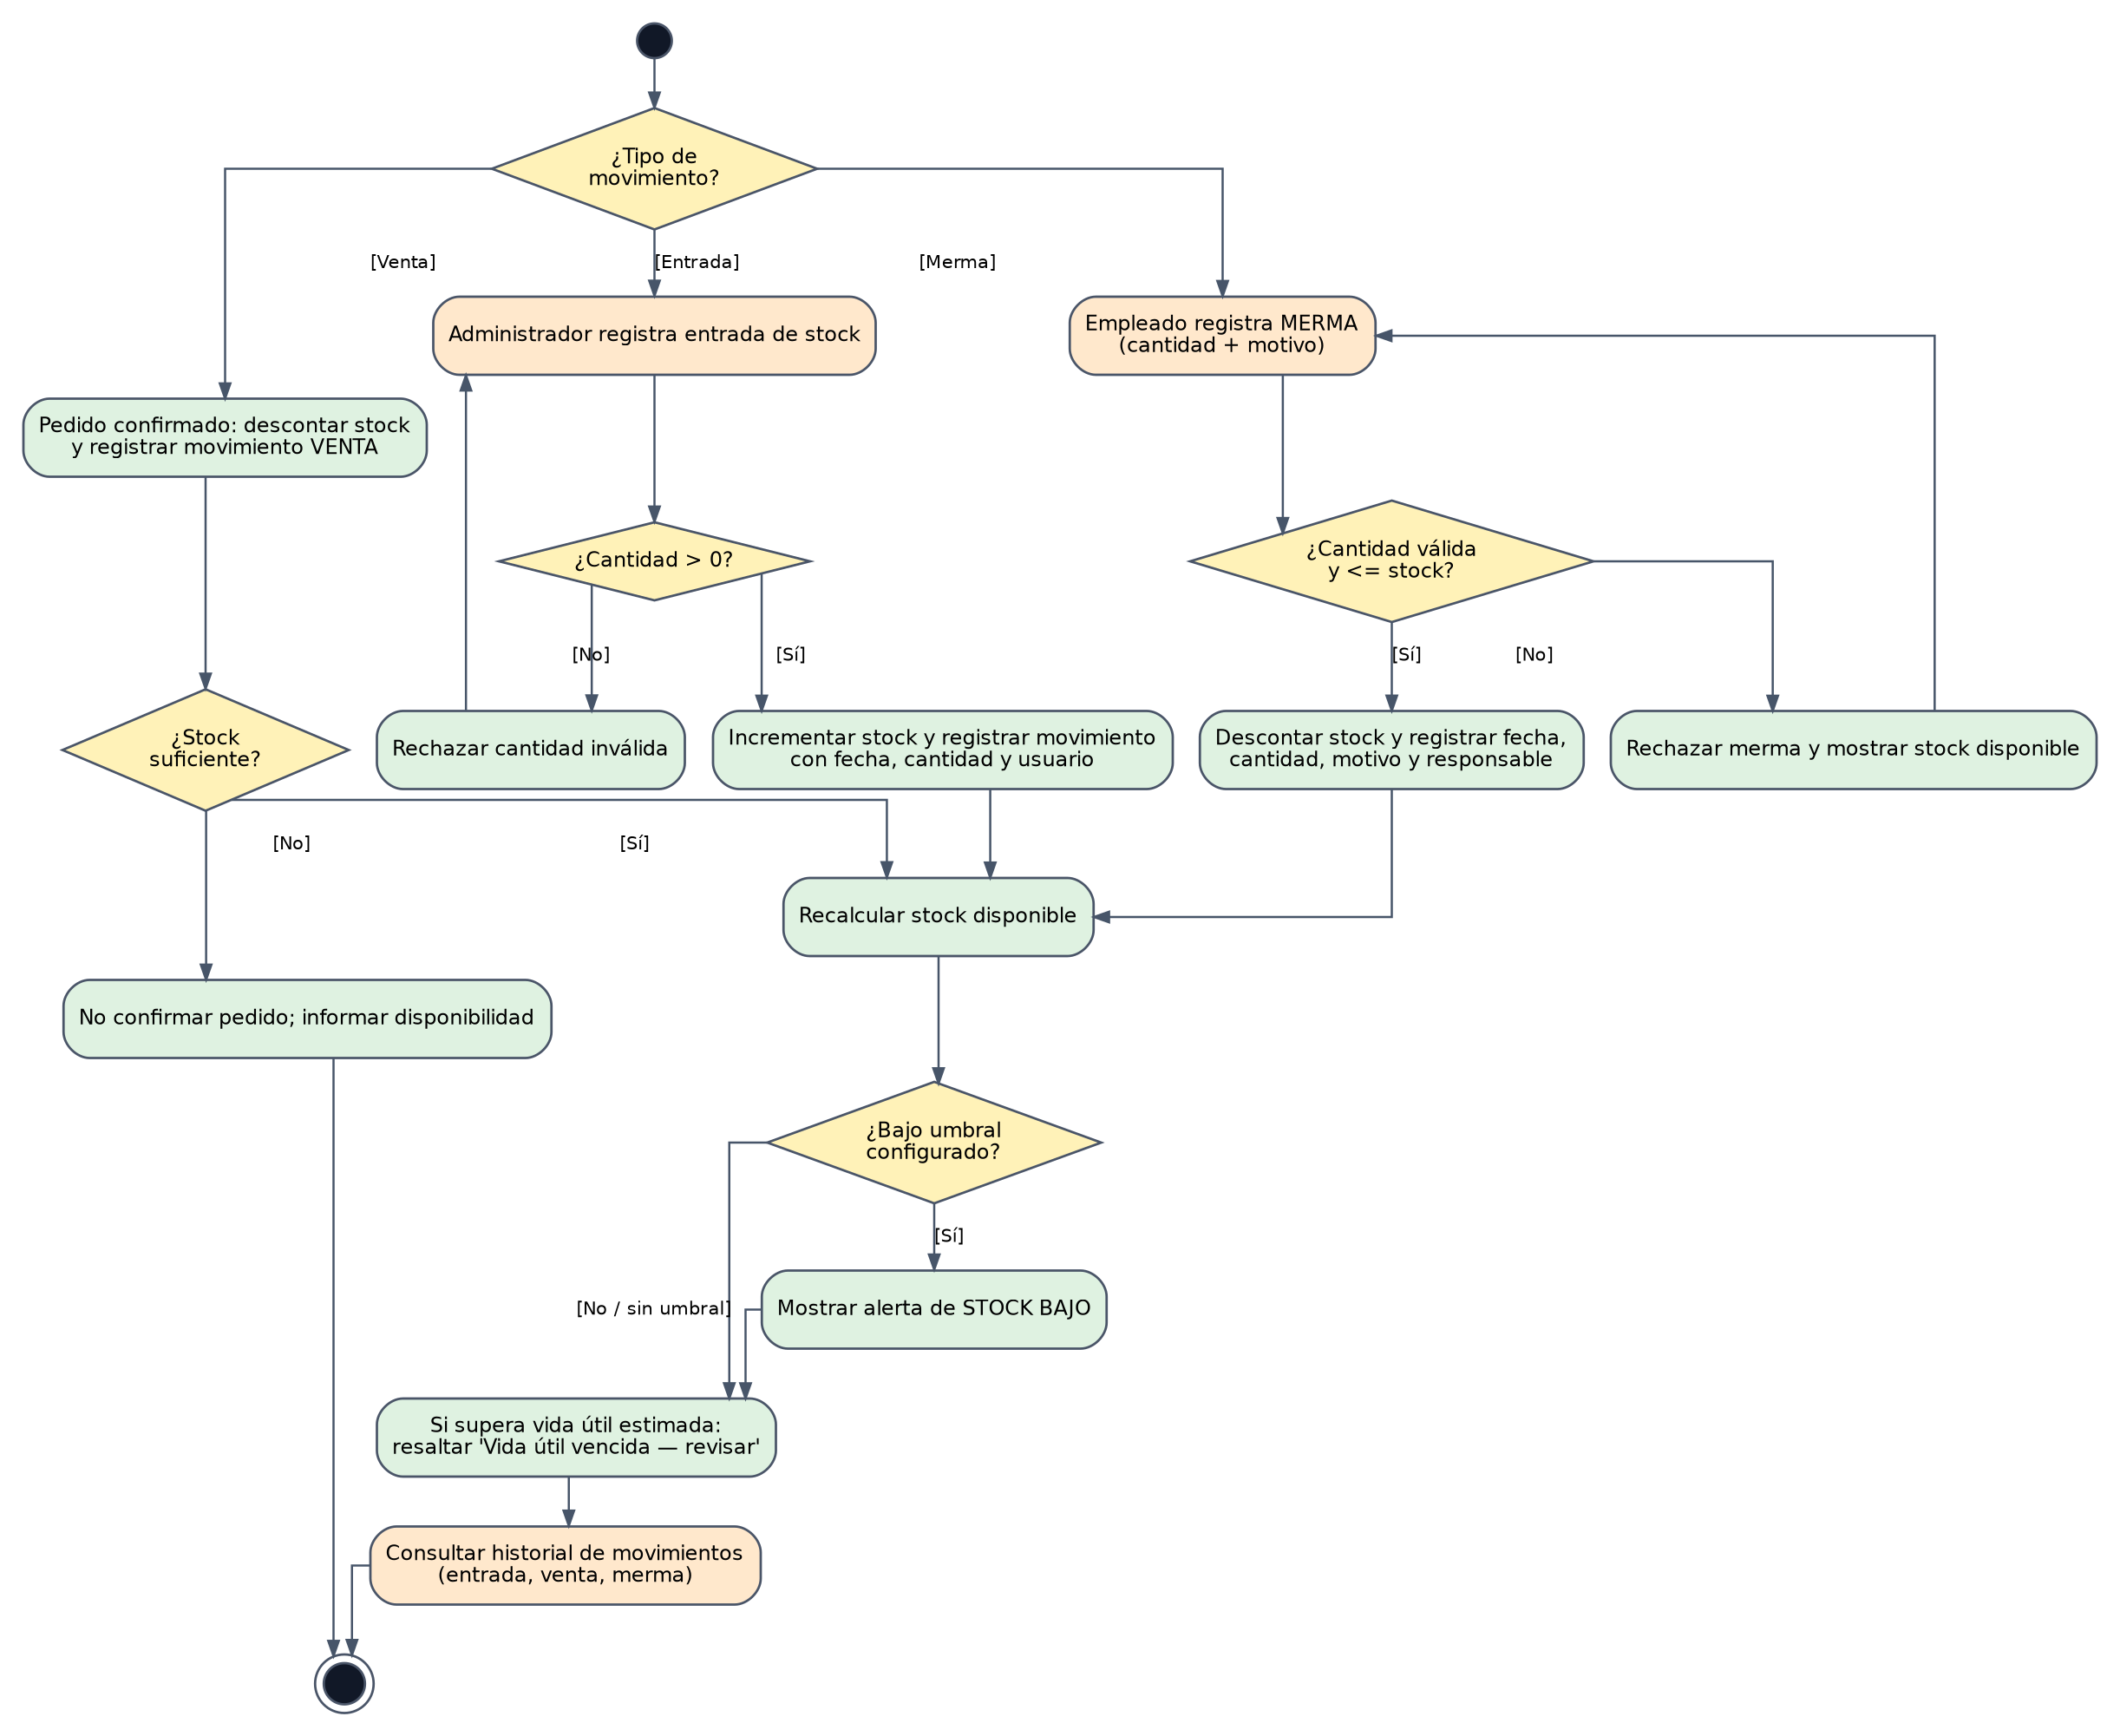 ¿Tipo de
movimiento?
[Venta]
[Entrada]
[Merma]
Administrador registra entrada de stock
Empleado registra MERMA
(cantidad + motivo)
Pedido confirmado: descontar stock
y registrar movimiento VENTA
¿Cantidad > 0?
¿Cantidad válida
y <= stock?
[No]
[Sí]
[Sí]
[No]
¿Stock
suficiente?
Rechazar cantidad inválida
Incrementar stock y registrar movimiento
con fecha, cantidad y usuario
Descontar stock y registrar fecha,
cantidad, motivo y responsable
Rechazar merma y mostrar stock disponible
[No]
[Sí]
Recalcular stock disponible
No confirmar pedido; informar disponibilidad
¿Bajo umbral
configurado?
[Sí]
[No / sin umbral]
Mostrar alerta de STOCK BAJO
Si supera vida útil estimada:
resaltar 'Vida útil vencida — revisar'
Consultar historial de movimientos
(entrada, venta, merma)